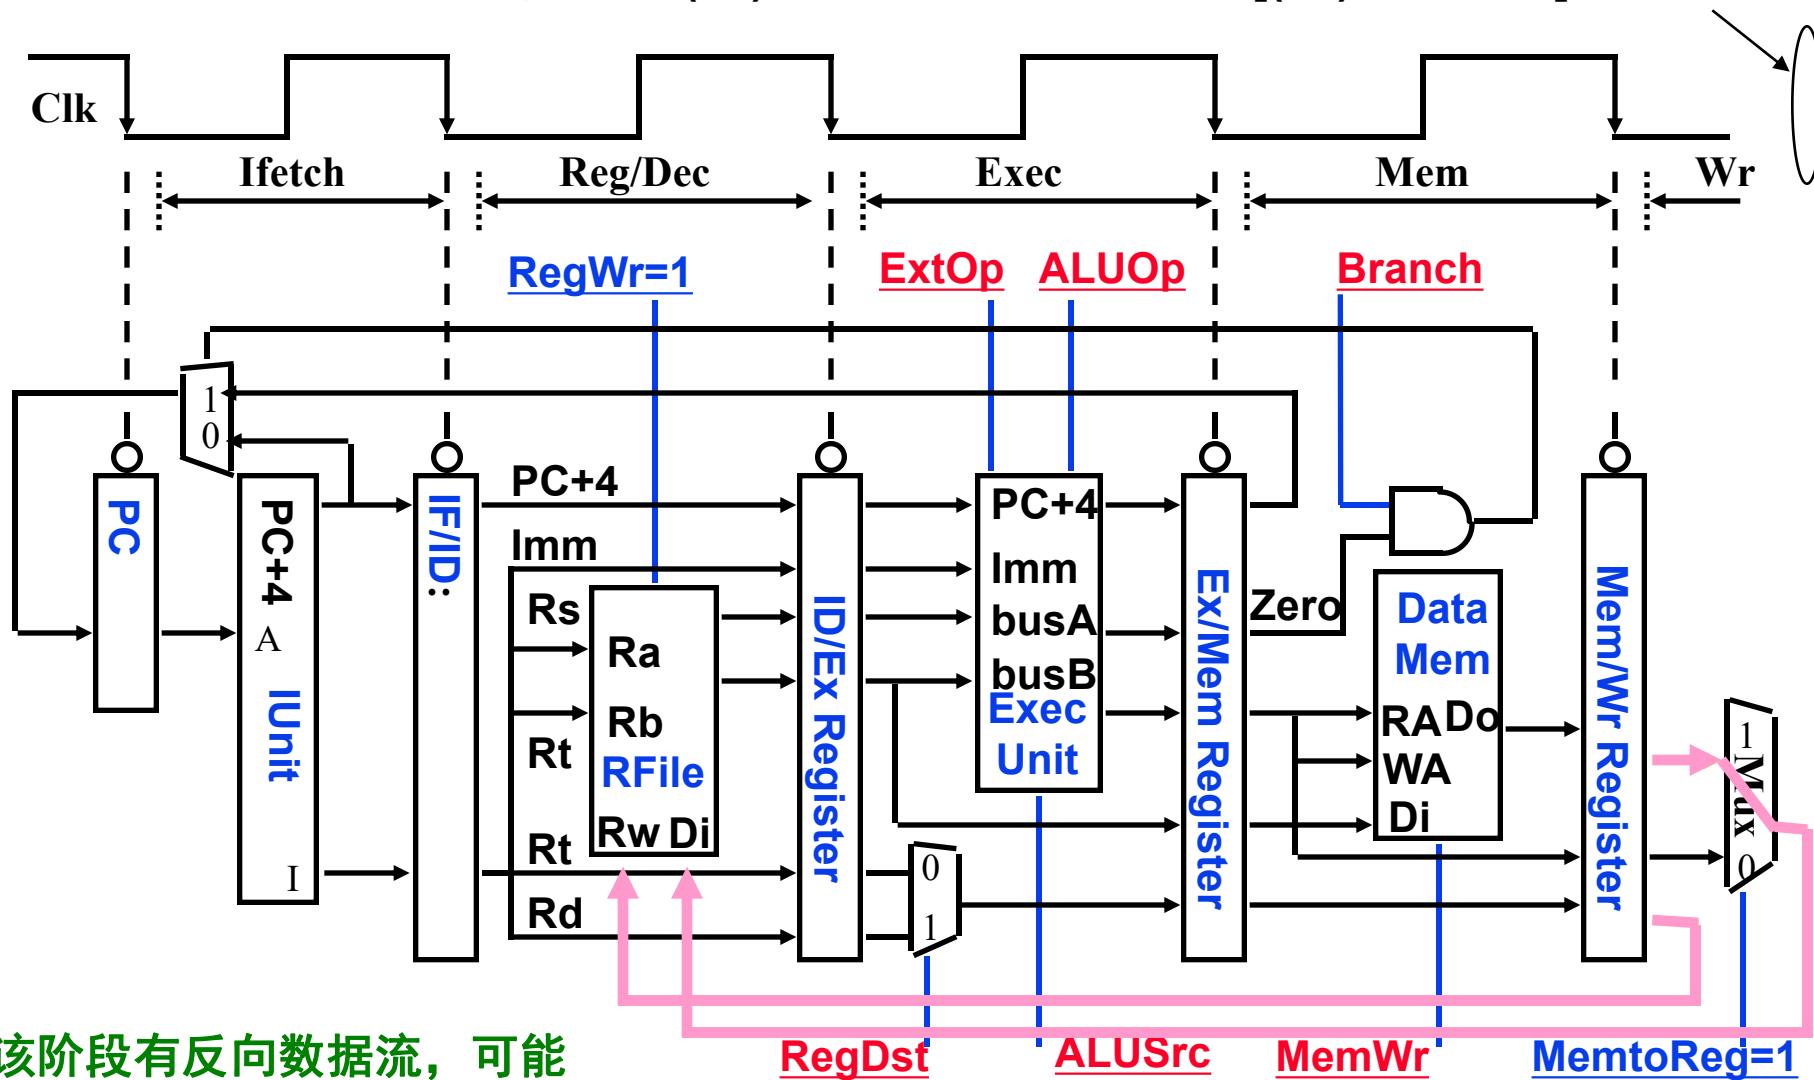 Clk
Ifetch
Reg/Dec
Exec
Mem
Wr
RegWr=1
ExtOp
ALUOp
Branch
1
0
PC
PC+4
A
IUnit
I
IF/ID:
PC+4
Imm
Rs
Ra
Rb
Rt
RFile
Rw Di
Rt
Rd
ID/Ex Register
0
1
PC+4
Imm
busA
busB
Exec
Unit
Ex/Mem Register
Zero
Data
Mem
RA Do
WA
Di
Mem/Wr Register
1
Mux
0
该阶段有反向数据流，可能
RegDst
ALUSrc
MemWr
MemtoReg=1